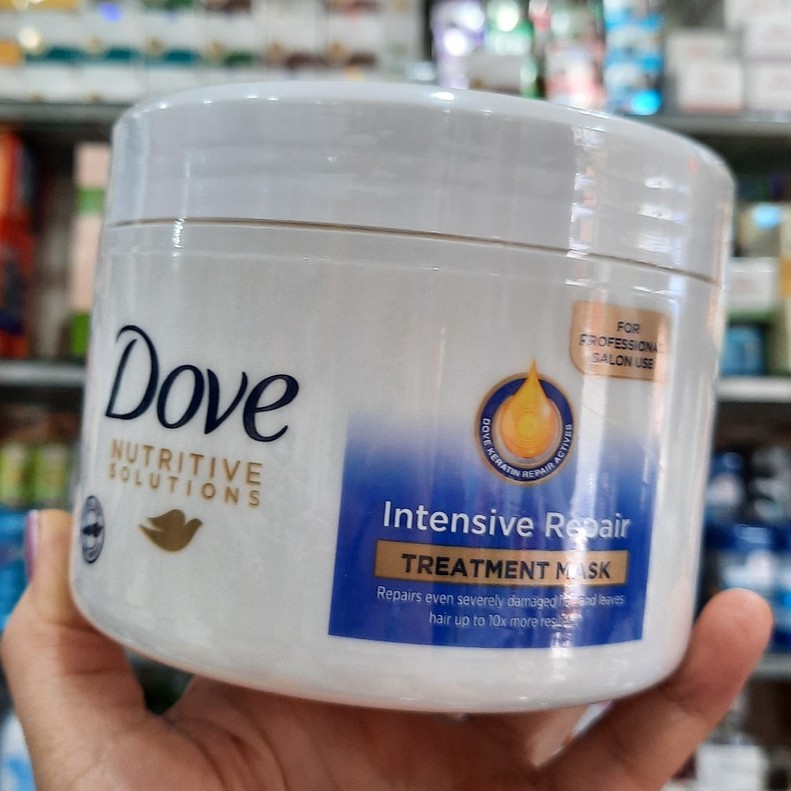 Dove
NUTRITIVE
SOLUTIONS
FOR
PROFESSIONAL
SALON USE
DOVE KERATIN REPAIR ACTIVES
Intensive Repair
TREATMENT MASK
Repairs even severely damaged and leaves
hair up to 10x more